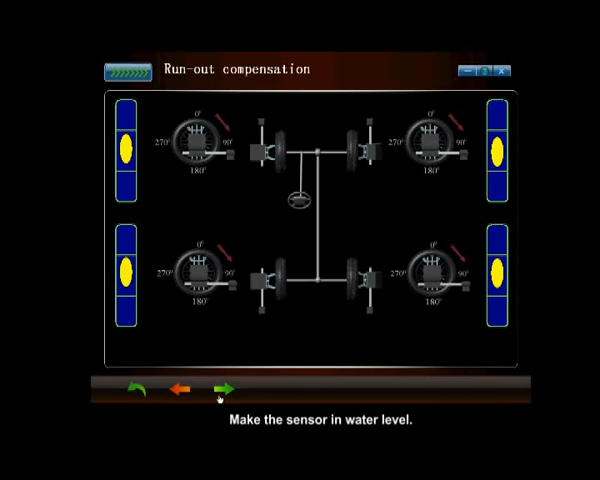 Run-out compensation
0° 0°
270° 90° 270° 90°
180° 180°
0° 0°
270° 90° 270° 90°
180° 180°
Make the sensor in water level.